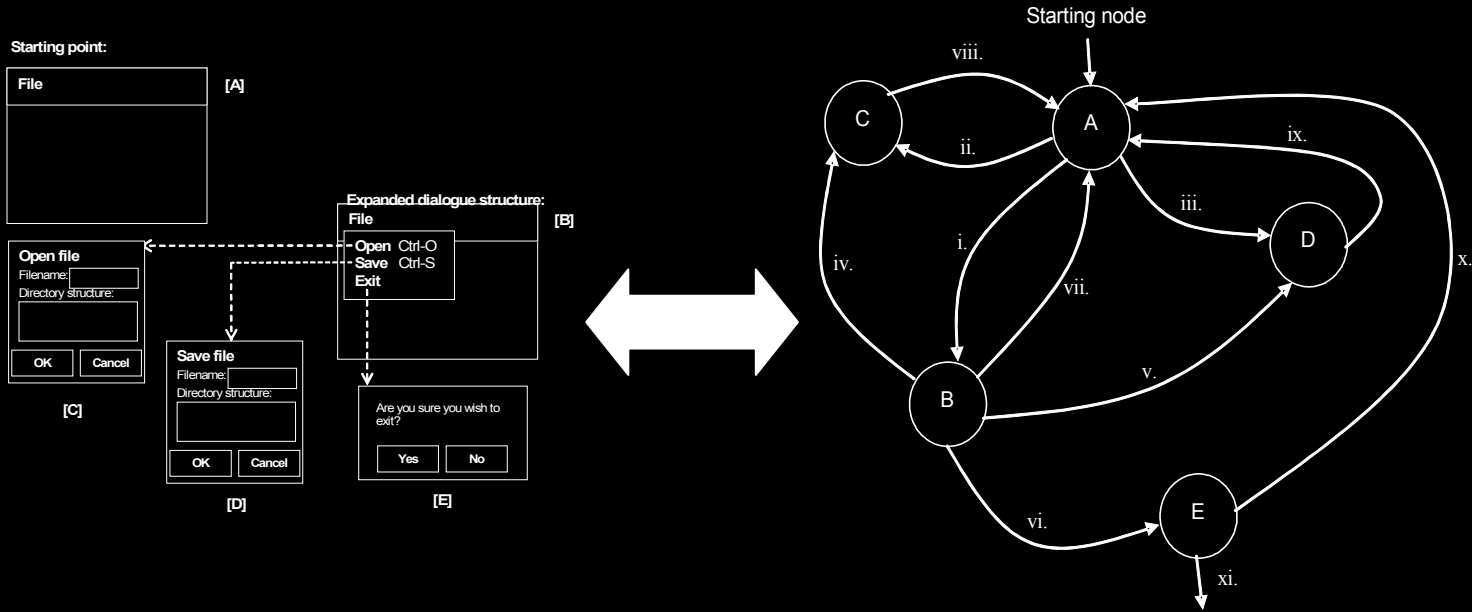 Starting point:
File
[A]
Expanded dialogue structure:
File
[B]
Open Ctrl-O
Save Ctrl-S
Exit
Open file
Filename:
Directory structure:
OK Cancel
[C]
Save file
Filename:
Directory structure:
OK Cancel
[D]
Are you sure you wish to
exit?
Yes No
[E]
Starting node
viii.
C
A
ii.
ix.
iii.
D
i.
iv.
vii.
x.
v.
B
vi.
E
xi.